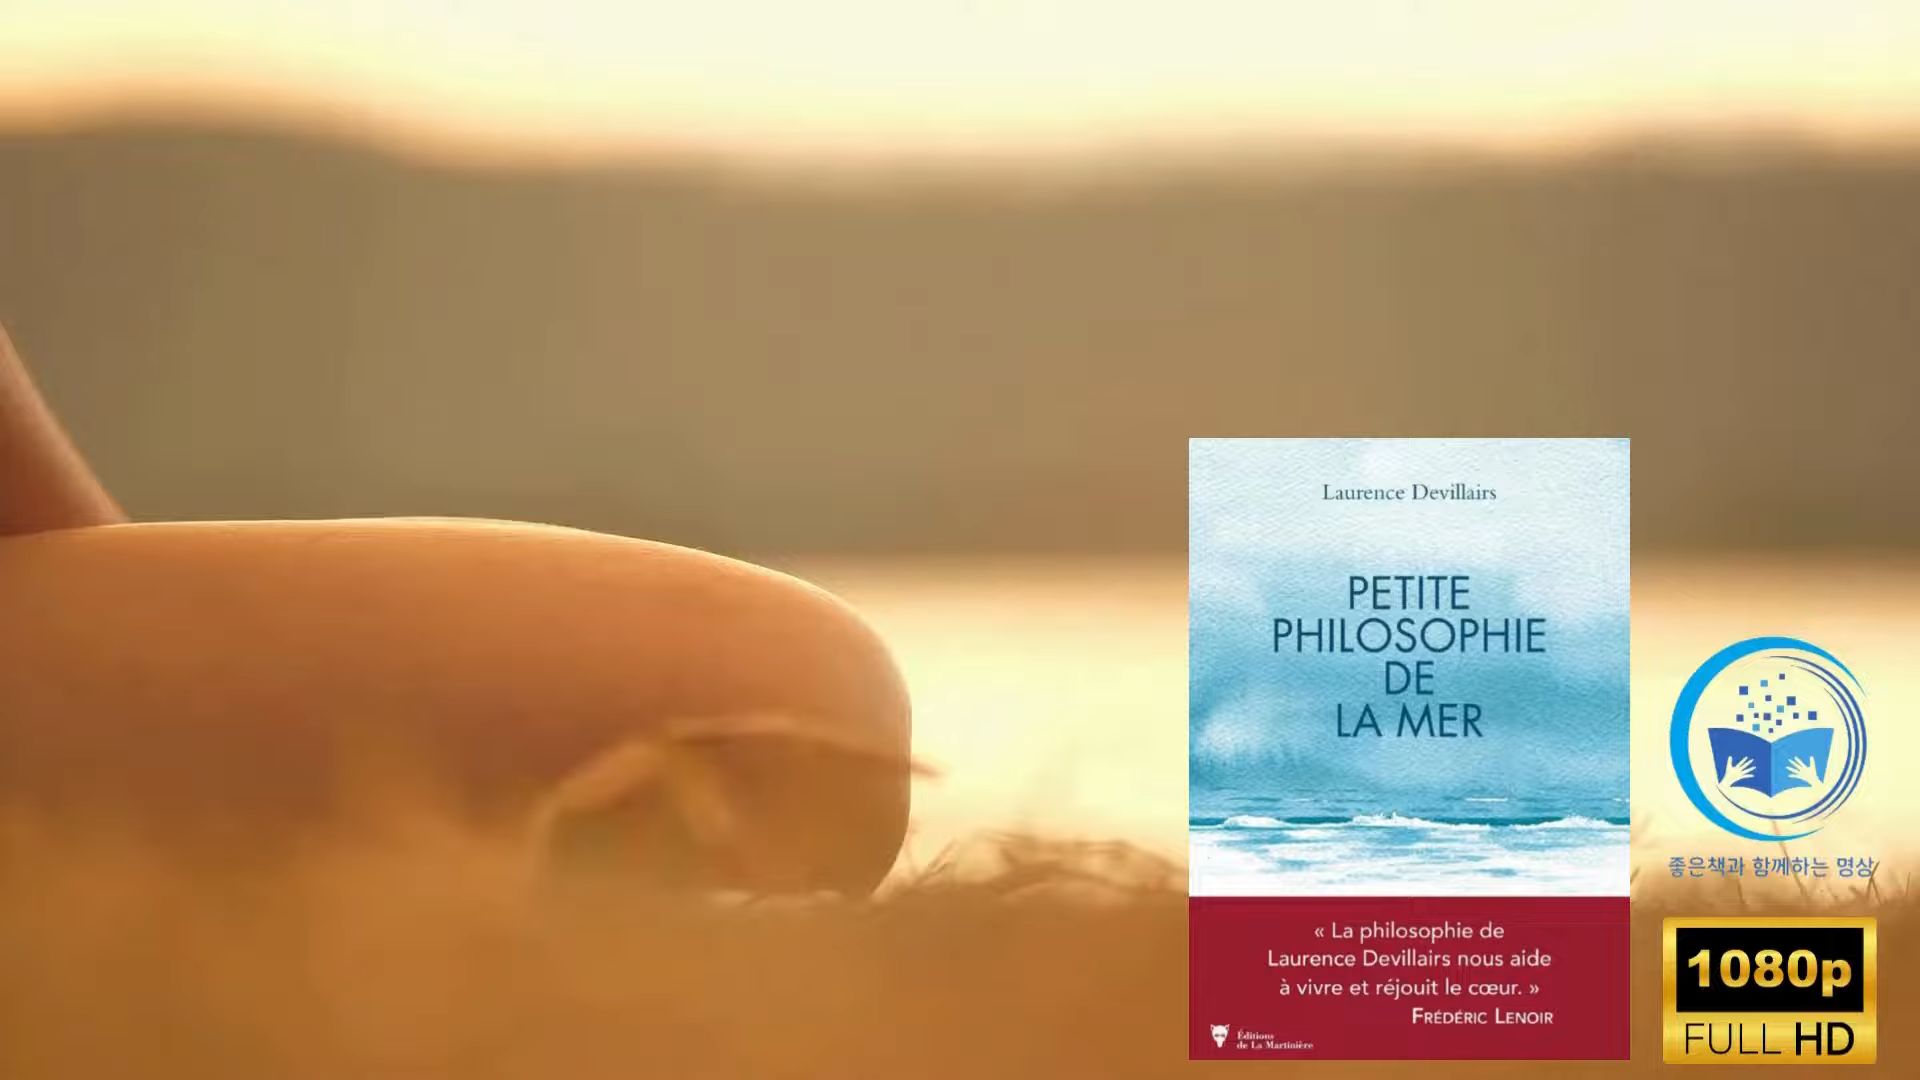 Laurence Devillairs
PETITE
PHILOSOPHIE
DE
LA MER
« La philosophie de
Laurence Devillairs nous aide
à vivre et réjouit le cœur. »
FRÉDÉRIC LENOIR
Éditions
de La Martinière
좋은책과 함께하는 명상
1080p
FULL HD